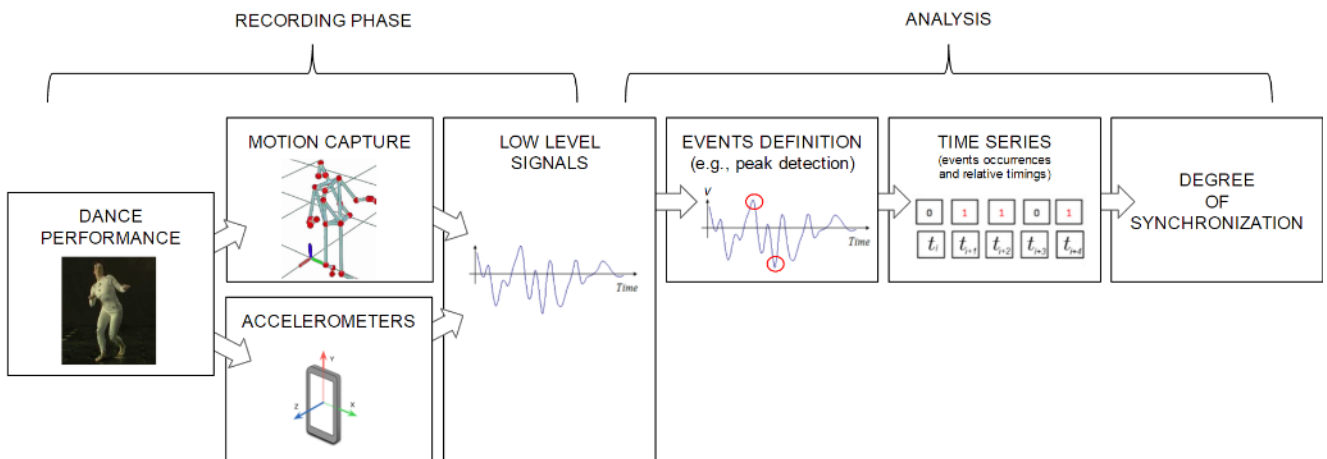 RECORDING PHASE
ANALYSIS
DANCE
PERFORMANCE
MOTION CAPTURE
ACCELEROMETERS
Y
Z
X
LOW LEVEL
SIGNALS
Time
EVENTS DEFINITION
(e.g., peak detection)
V
Time
TIME SERIES
(events occurrences
and relative timings)
0 1 1 0 1
tᵢ tᵢ₊₁ tᵢ₊₂ tᵢ₊₃ tᵢ₊₄
DEGREE
OF
SYNCHRONIZATION